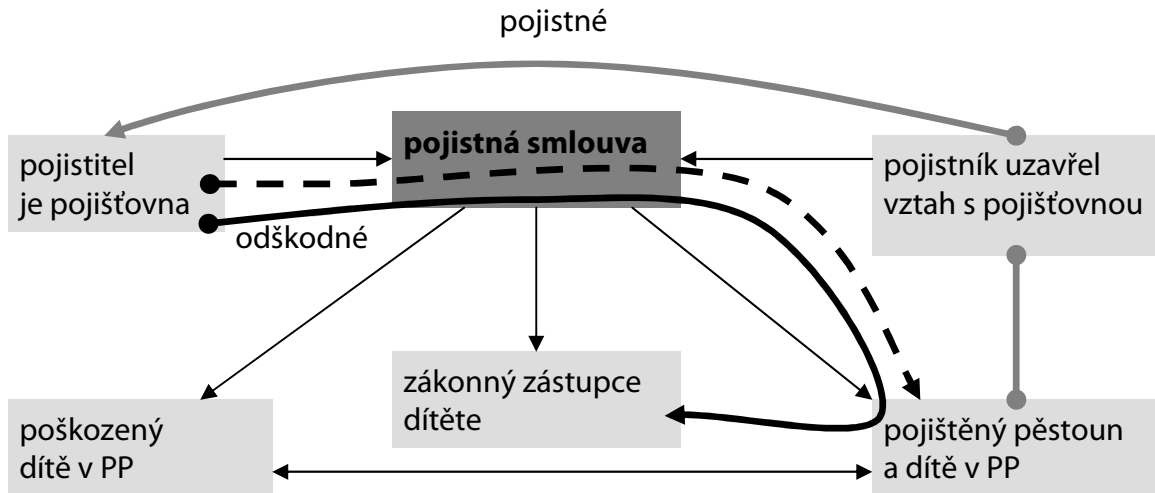 pojistné
pojistitel
je pojišťovna
pojistná smlouva
pojistník uzavřel
vztah s pojišťovnou
odškodné
zákonný zástupce
dítěte
poškozený
dítě v PP
pojištěný pěstoun
a dítě v PP